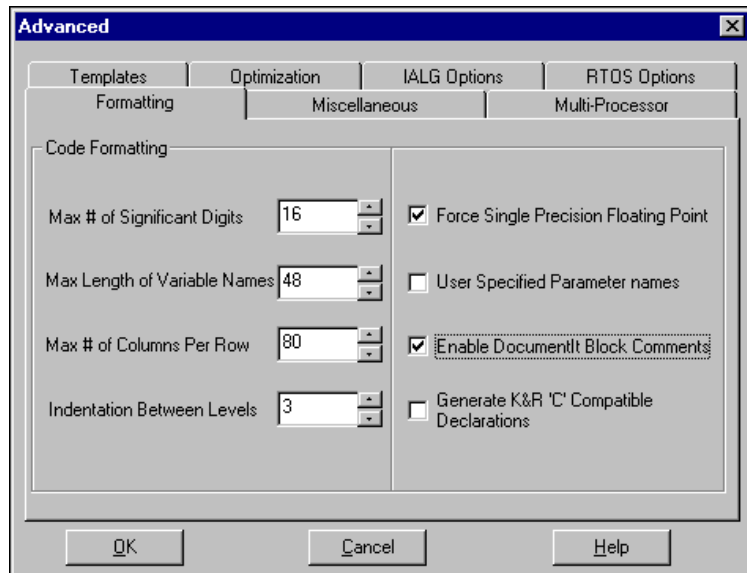 Advanced
Templates Optimization IALG Options RTOS Options
Formatting Miscellaneous Multi-Processor
Code Formatting
Max # of Significant Digits 16
Force Single Precision Floating Point
Max Length of Variable Names 48
User Specified Parameter names
Max # of Columns Per Row 80
Enable DocumentIt Block Comments
Indentation Between Levels 3
Generate K&R 'C' Compatible
Declarations
OK Cancel Help